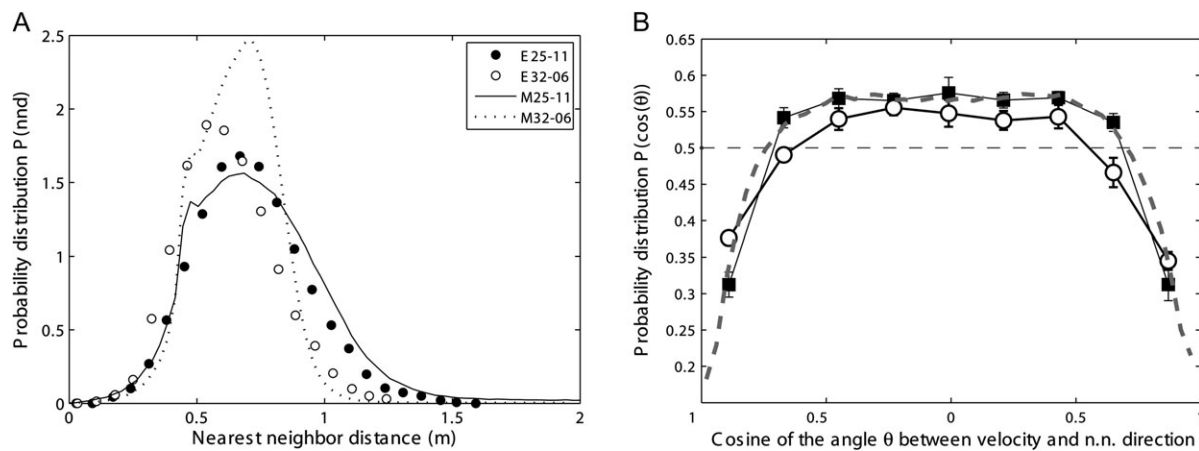 A
Probability distribution P (nnd)
2.5
2
1.5
1
0.5
0
0 0.5 1 1.5 2
Nearest neighbor distance (m)
E25-11
E32-06
M25-11
M32-06
B
Probability distribution P (cos(θ))
0.65
0.6
0.55
0.5
0.45
0.4
0.35
0.3
0.25
0.2
1 0.5 0 0.5 1
Cosine of the angle θ between velocity and n.n. direction